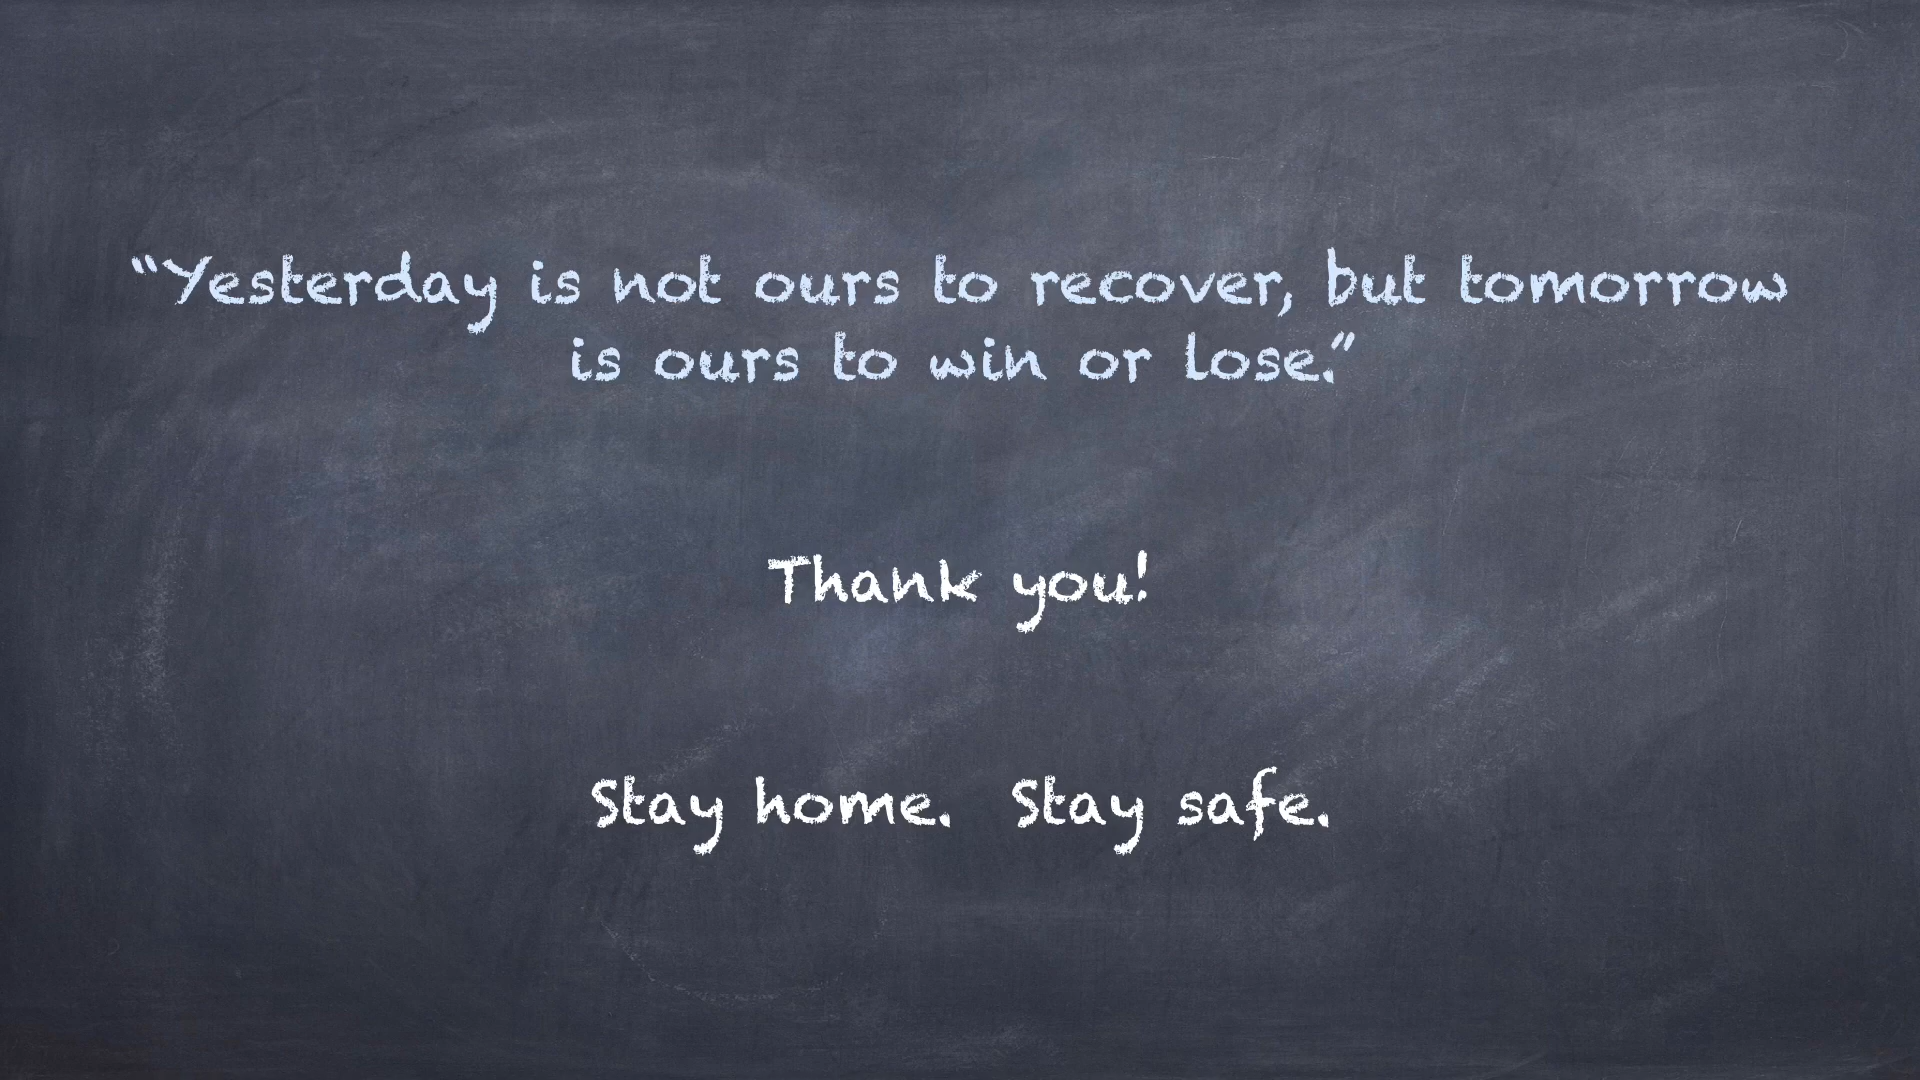 “Yesterday is not ours to recover, but tomorrow
is ours to win or lose.”
Thank you!
Stay home.  Stay safe.